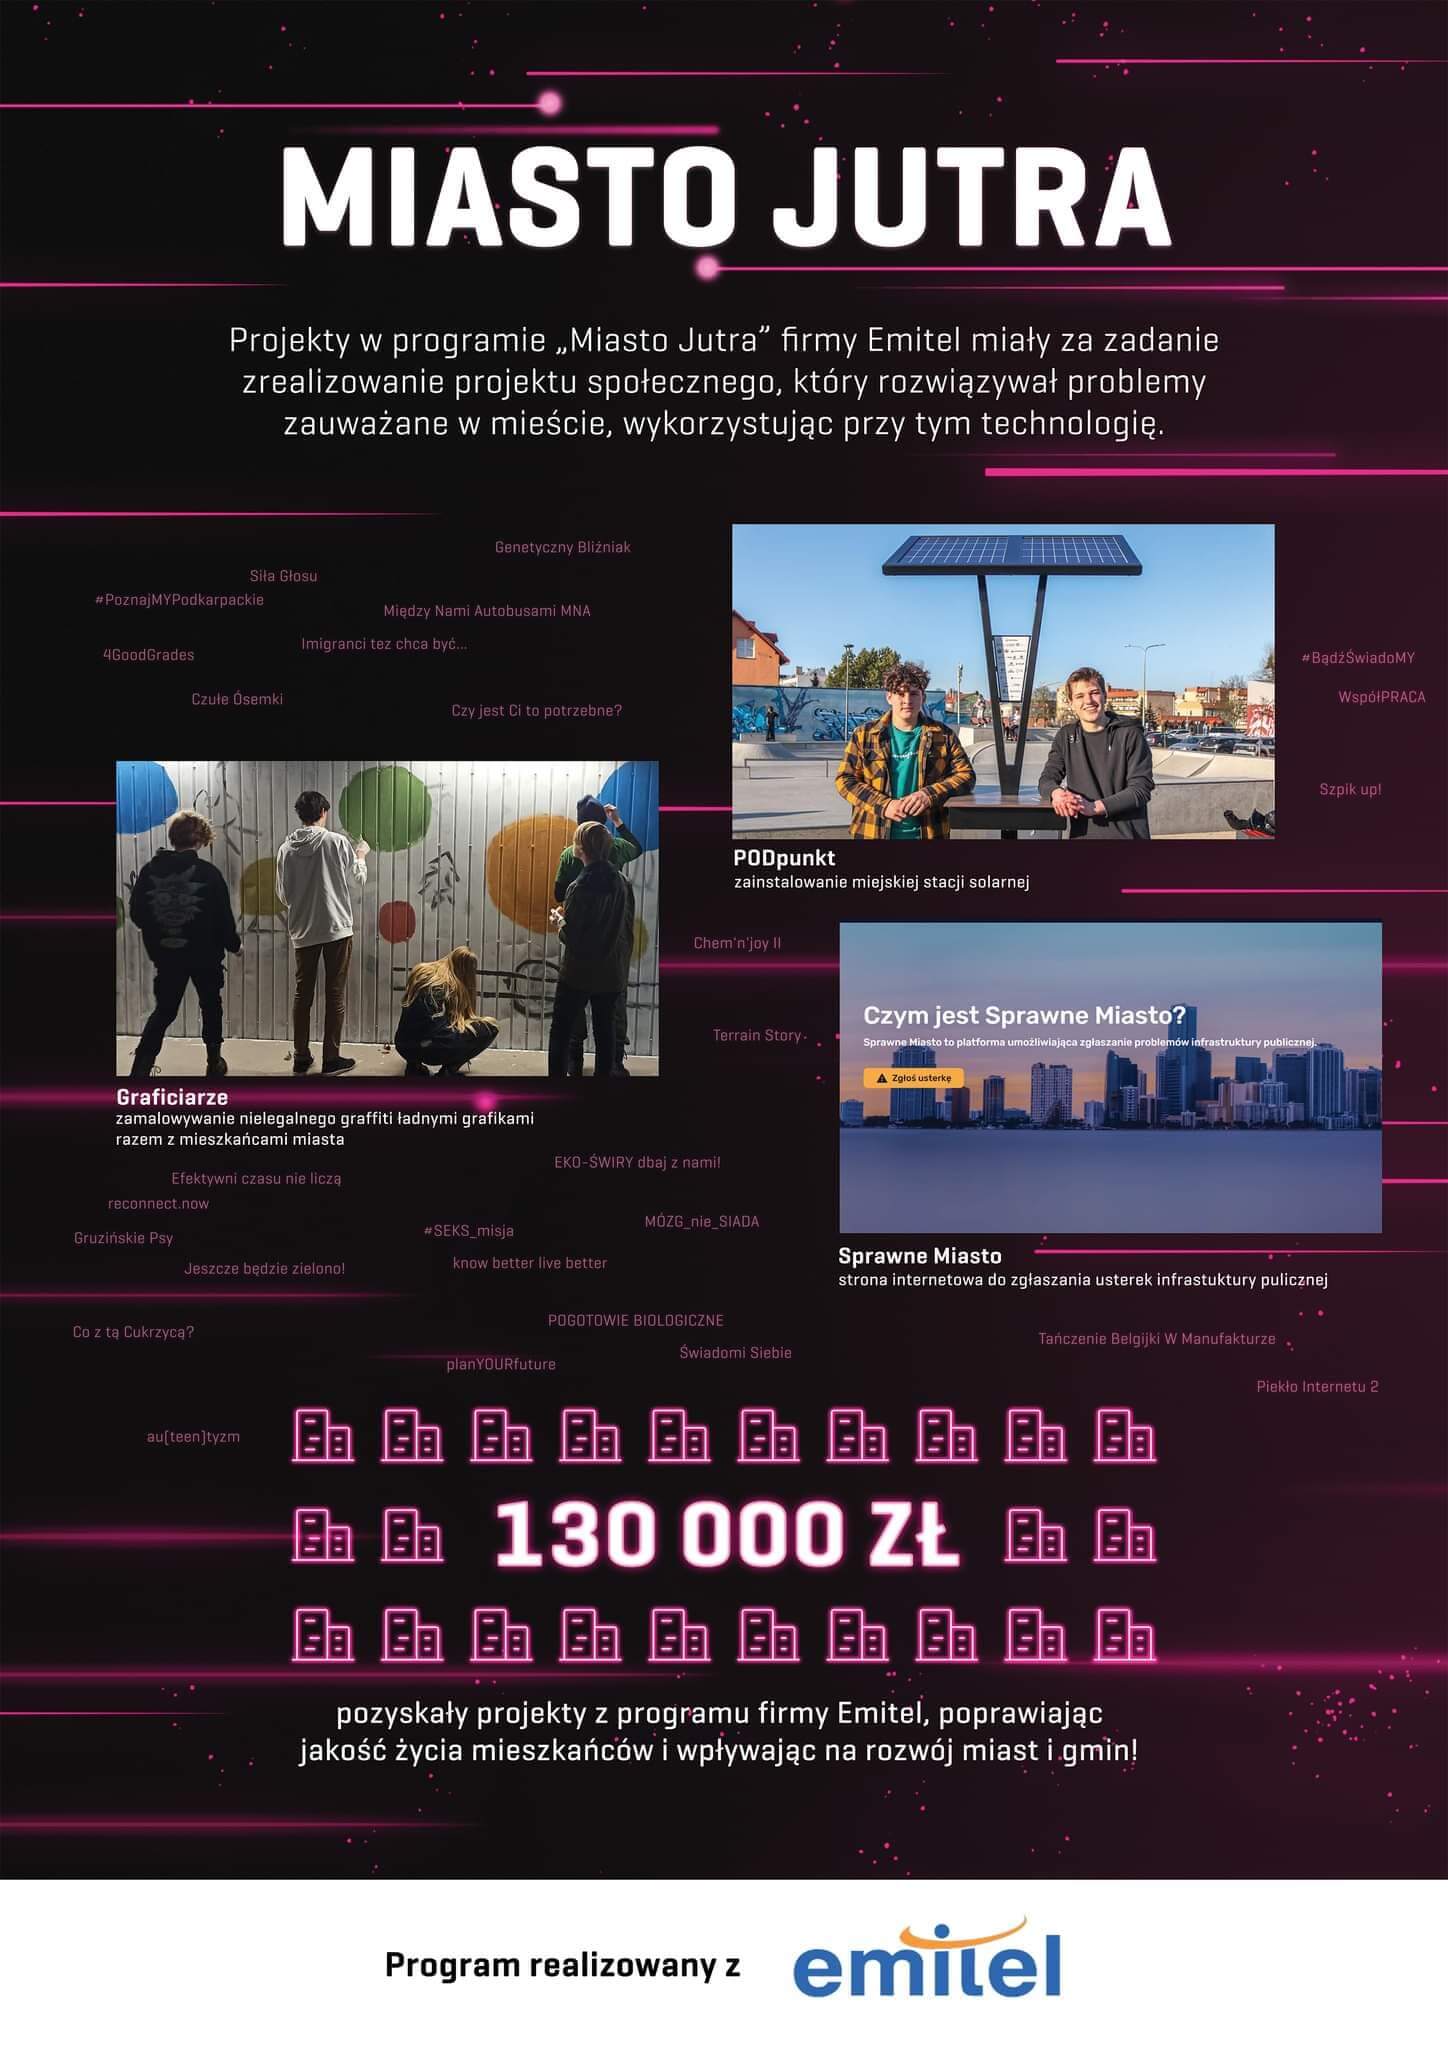 MIASTO JUTRA
Projekty w programie „Miasto Jutra” firmy Emitel miały za zadanie
zrealizowanie projektu społecznego, który rozwiązywał problemy
zauważane w mieście, wykorzystując przy tym technologię.
Genetyczny Bliźniak
Siła Głosu
#PoznajMYPodkarpackie
Między Nami Autobusami MNA
Imigranci tez chca być...
4GoodGrades
Czułe Ósemki
Czy jest Ci to potrzebne?
#BądźŚwiadoMY
WspółPRACA
Szpik up!
PODpunkt
zainstalowanie miejskiej stacji solarnej
Chem'n'joy II
Terrain Story
Czym jest Sprawne Miasto?
Sprawne Miasto to platforma umożliwiająca zgłaszanie problemów infrastruktury publicznej.
Zgłoś usterkę
Graficiarze
zamalowywanie nielegalnego graffiti ładnymi grafikami
razem z mieszkańcami miasta
EKO-ŚWIRY dbaj z nami!
Efektywni czasu nie liczą
reconnect.now
#SEKS_misja
MÓZG_nie_SIADA
Gruzińskie Psy
know better live better
Jeszcze będzie zielono!
Sprawne Miasto
strona internetowa do zgłaszania usterek infrastuktury pulicznej
POGOTOWIE BIOLOGICZNE
Co z tą Cukrzycą?
Świadomi Siebie
planYOURfuture
Tańczenie Belgijki W Manufakturze
Piekło Internetu 2
au(teen)tyzm
130 000 ZŁ
pozyskały projekty z programu firmy Emitel, poprawiając
jakość życia mieszkańców i wpływając na rozwój miast i gmin!
Program realizowany z
emitel